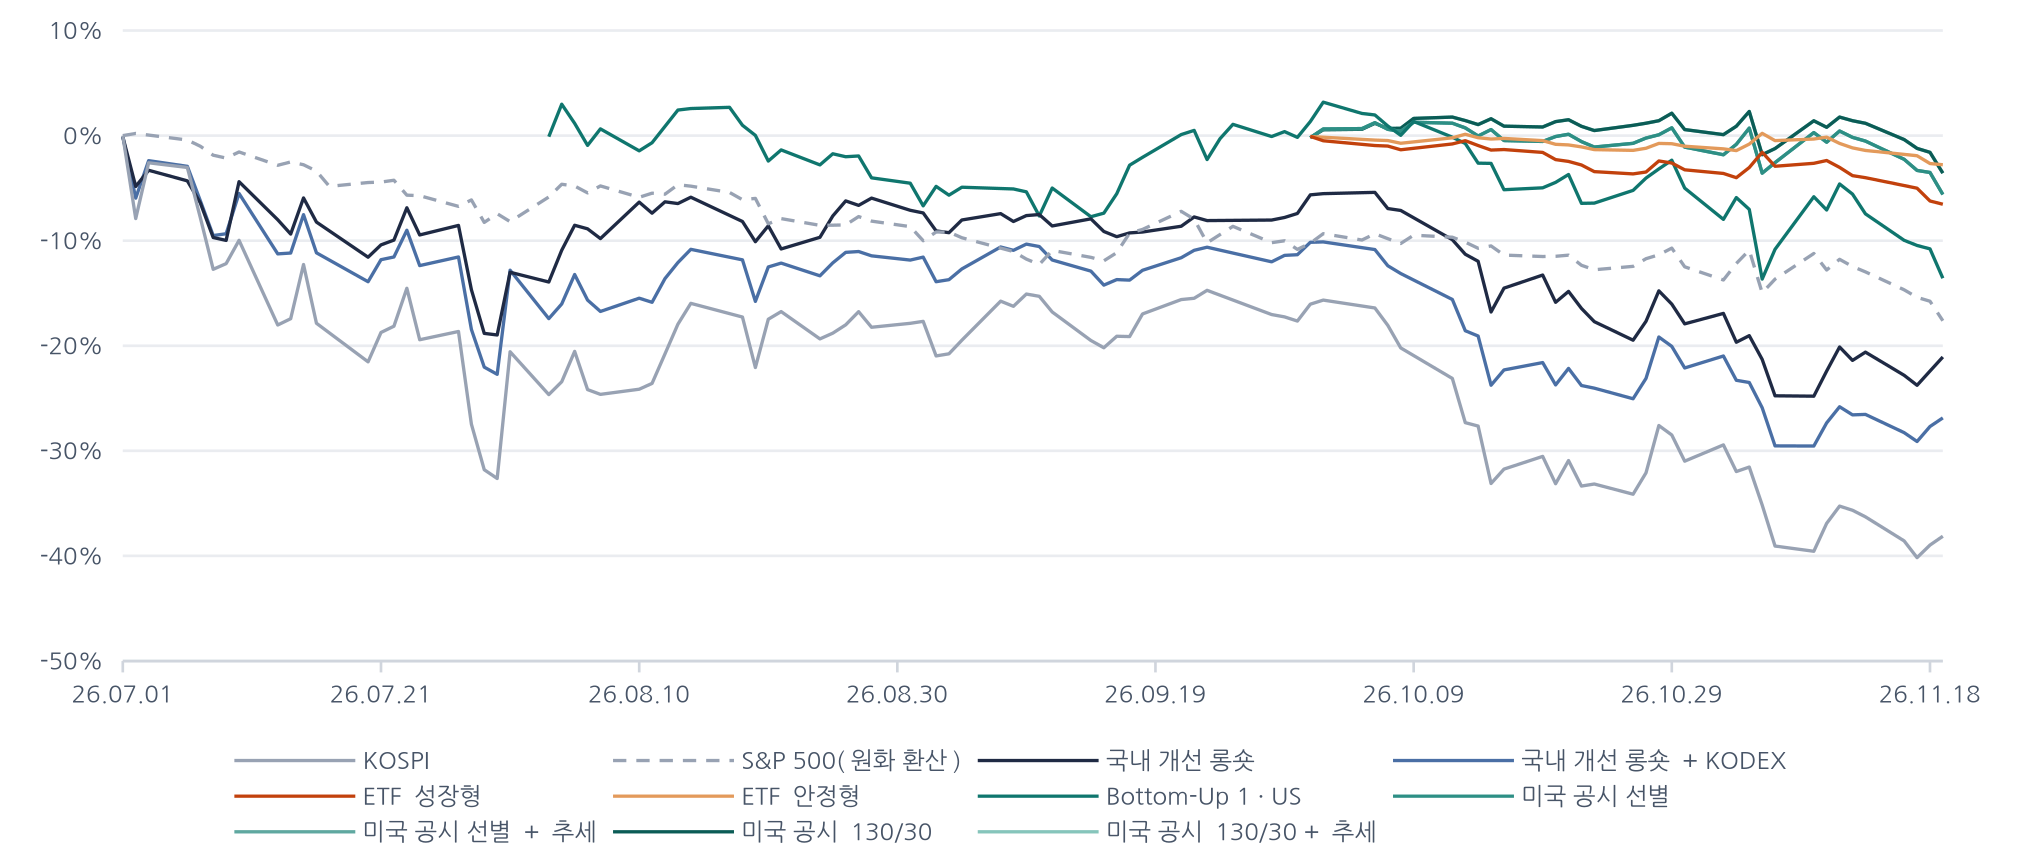 10%
0%
-10%
-20%
-30%
-40%
-50%
26.07.01 26.07.21 26.08.10 26.08.30 26.09.19 26.10.09 26.10.29 26.11.18
KOSPI S&P 500(원화 환산) 국내 개선 롱숏 국내 개선 롱숏 + KODEX
ETF 성장형 ETF 안정형 Bottom-Up 1 · US 미국 공시 선별
미국 공시 선별 + 추세 미국 공시 130/30 미국 공시 130/30 + 추세